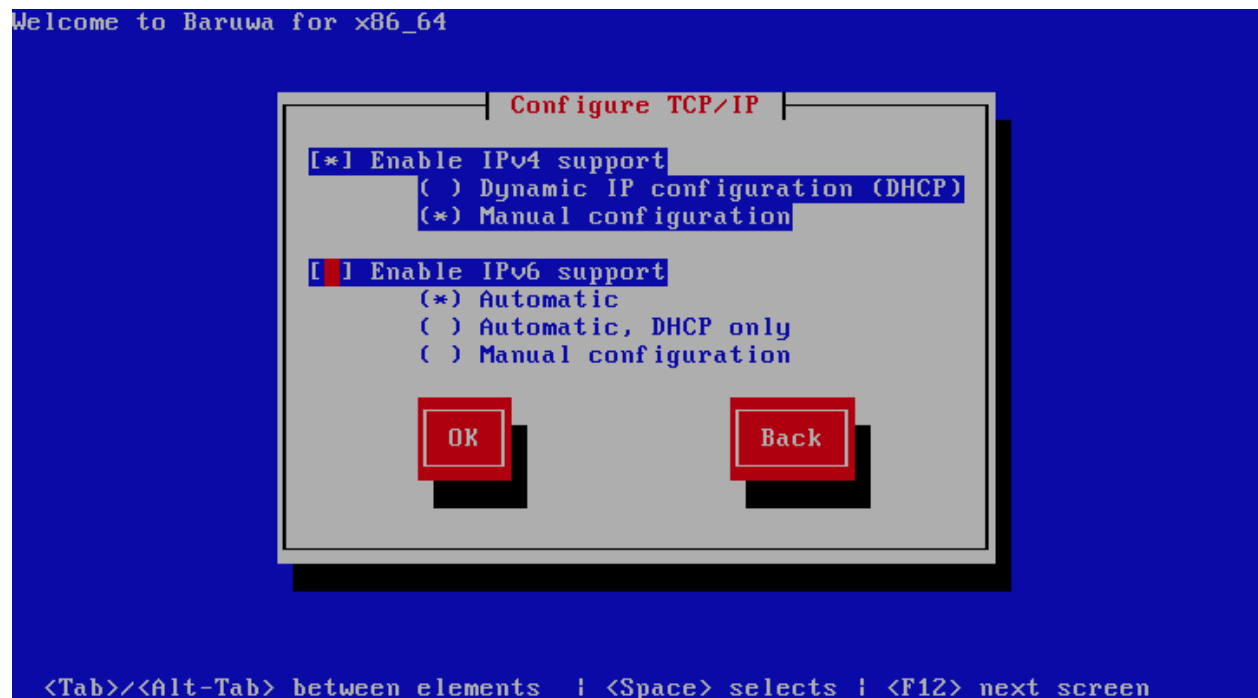 Welcome to Baruwa for x86_64
Configure TCP/IP
[*] Enable IPv4 support
( ) Dynamic IP configuration (DHCP)
(*) Manual configuration
[ ] Enable IPv6 support
(*) Automatic
( ) Automatic, DHCP only
( ) Manual configuration
OK Back
<Tab>/<Alt-Tab> between elements | <Space> selects | <F12> next screen